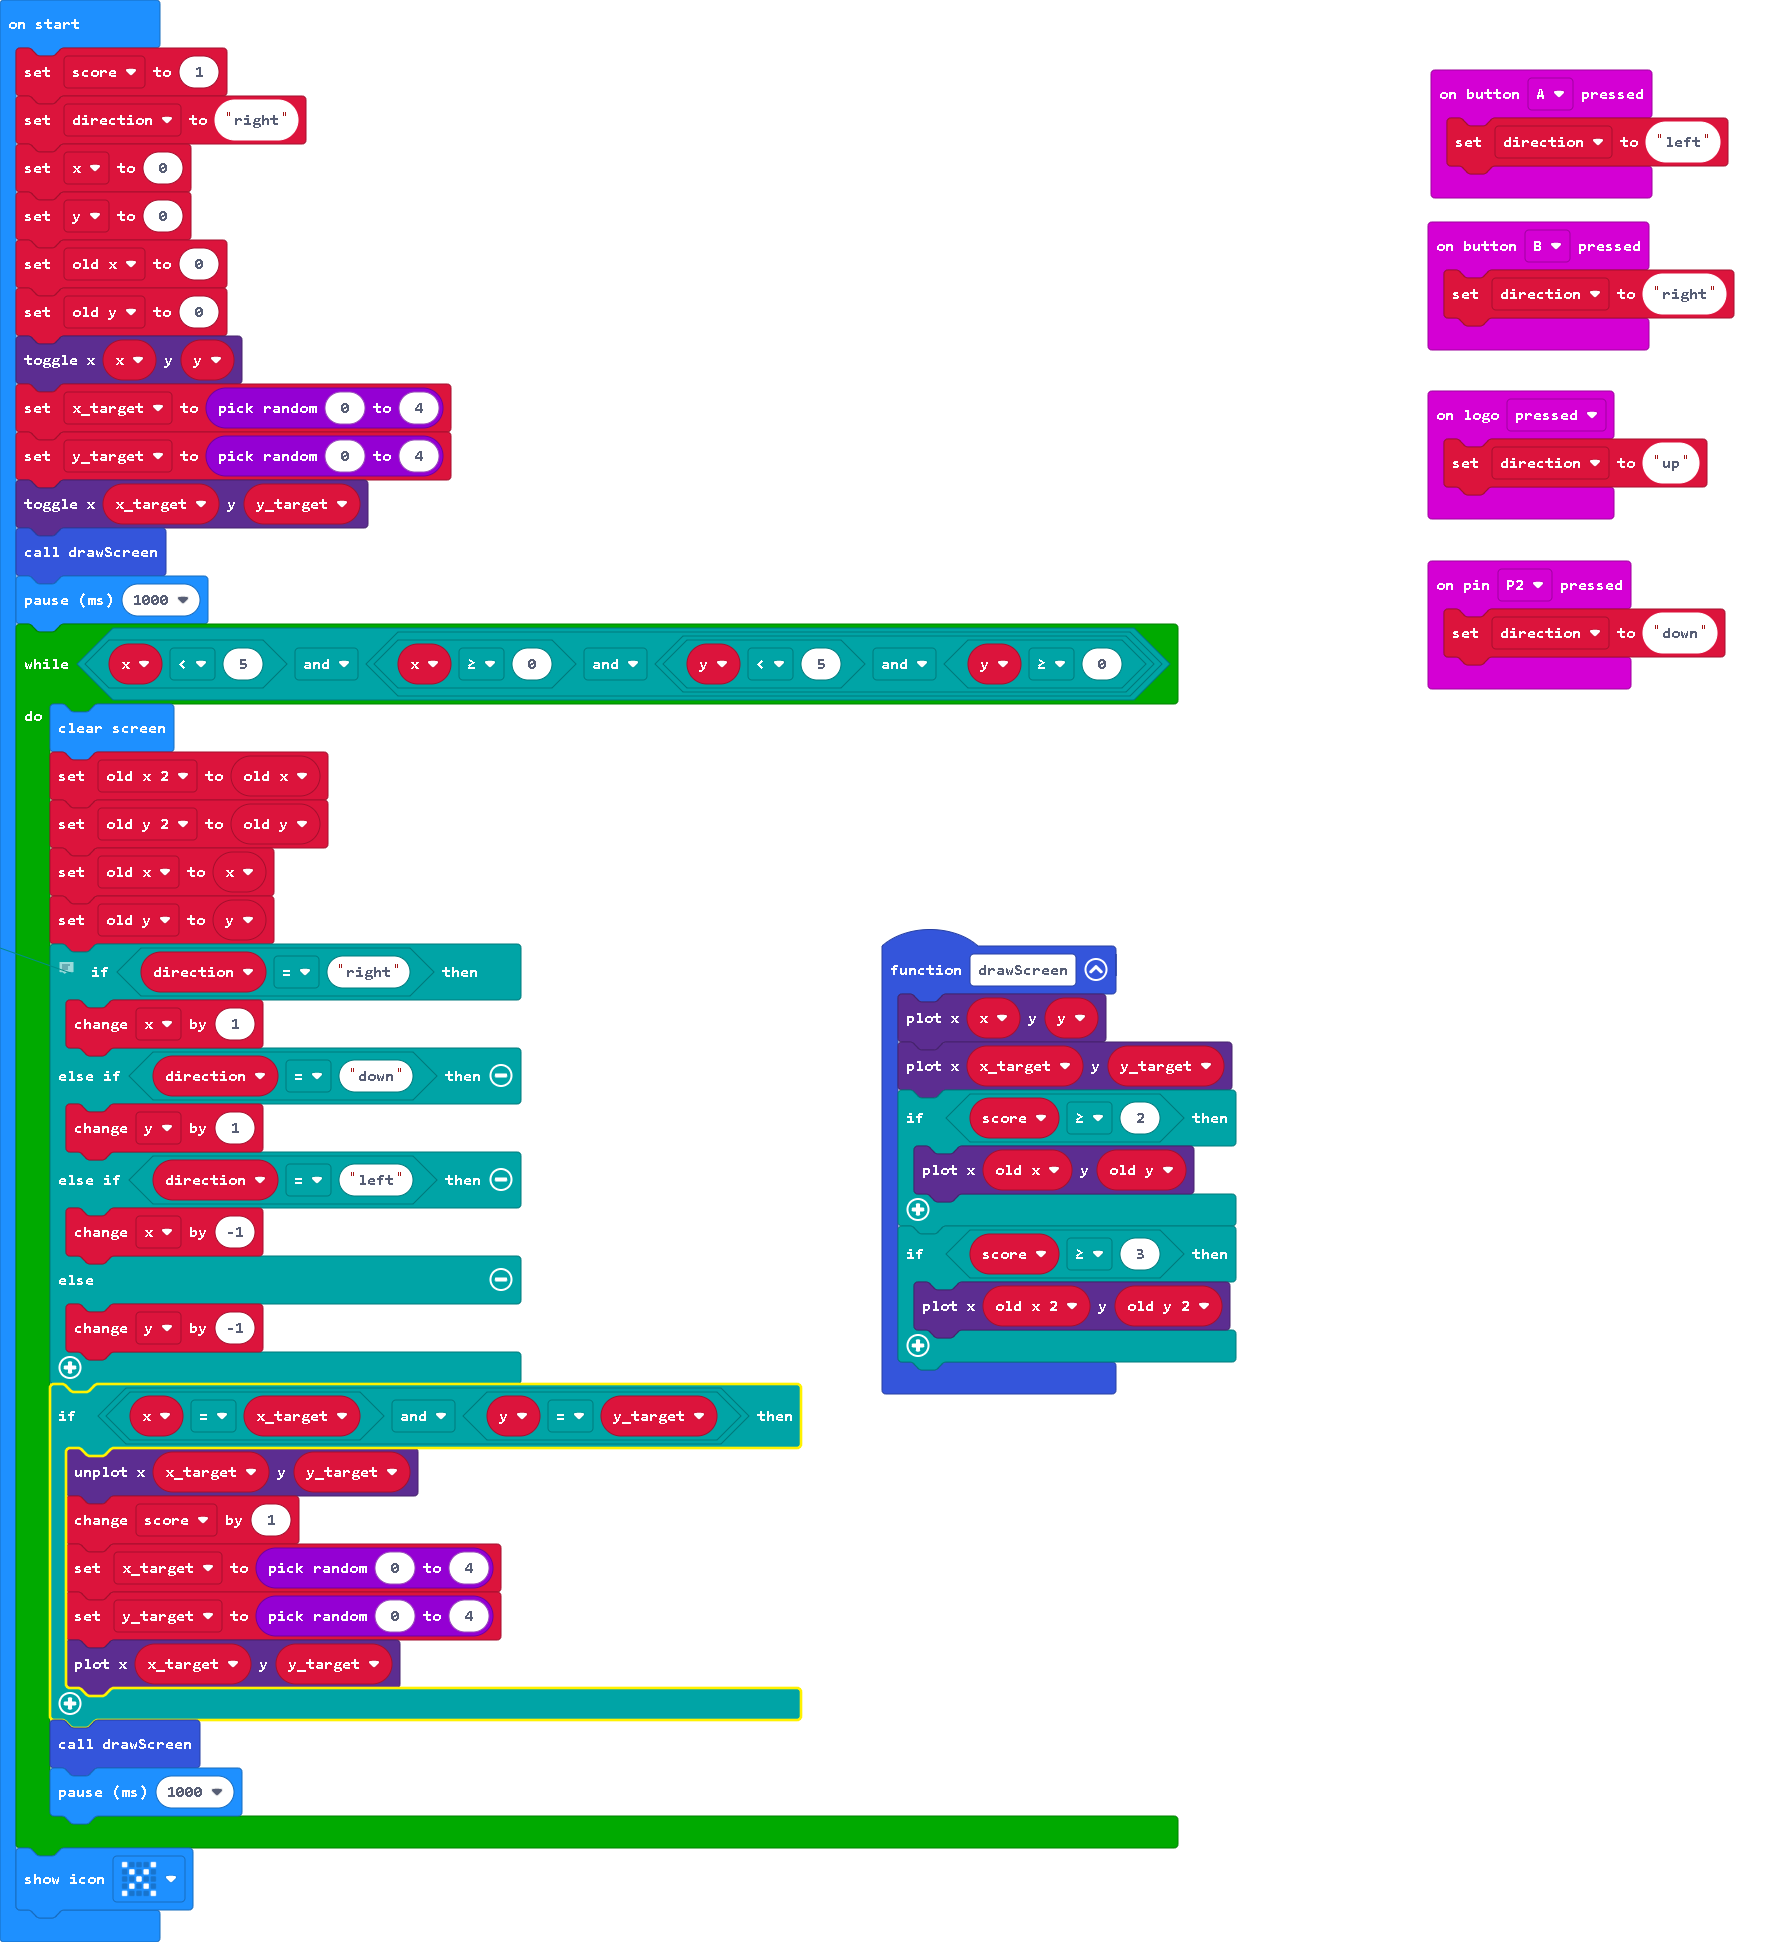 on start
set score to 1
set direction to "right"
set x to 0
set y to 0
set old x to 0
set old y to 0
toggle x x y y
set x_target to pick random 0 to 4
set y_target to pick random 0 to 4
toggle x x_target y y_target
call drawScreen
pause (ms) 1000
while x < 5 and x ≥ 0 and y < 5 and y ≥ 0
do
clear screen
set old x 2 to old x
set old y 2 to old y
set old x to x
set old y to y
if direction = "right" then
change x by 1
else if direction = "down" then
change y by 1
else if direction = "left" then
change x by -1
else
change y by -1
if x = x_target and y = y_target then
unplot x x_target y y_target
change score by 1
set x_target to pick random 0 to 4
set y_target to pick random 0 to 4
plot x x_target y y_target
call drawScreen
pause (ms) 1000
show icon
function drawScreen
plot x x y y
plot x x_target y y_target
if score ≥ 2 then
plot x old x y old y
if score ≥ 3 then
plot x old x 2 y old y 2
on button A pressed
set direction to "left"
on button B pressed
set direction to "right"
on logo pressed
set direction to "up"
on pin P2 pressed
set direction to "down"